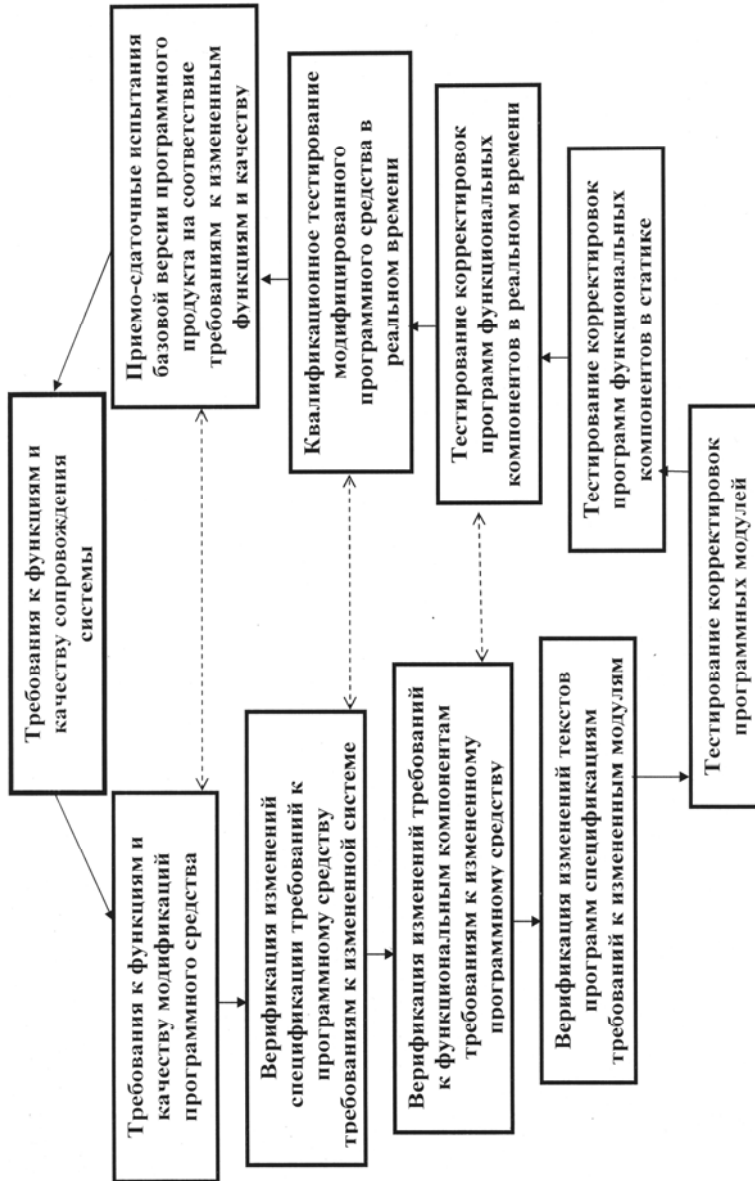 Требования к функциям и
качеству сопровождения
системы
Требования к функциям и
качеству модификаций
программного средства
Верификация изменений
спецификации требований к
программному средству
требованиям к измененной системе
Верификация изменений требований
к функциональным компонентам
требованиям к измененному
программному средству
Верификация изменений текстов
программ спецификациям
требований к измененным модулям
Тестирование корректировок
программных модулей
Тестирование корректировок
программ функциональных
компонентов в статике
Тестирование корректировок
программ функциональных
компонентов в реальном времени
Квалификационное тестирование
модифицированного
программного средства в
реальном времени
Приемо-сдаточные испытания
базовой версии программного
продукта на соответствие
требованиям к измененным
функциям и качеству